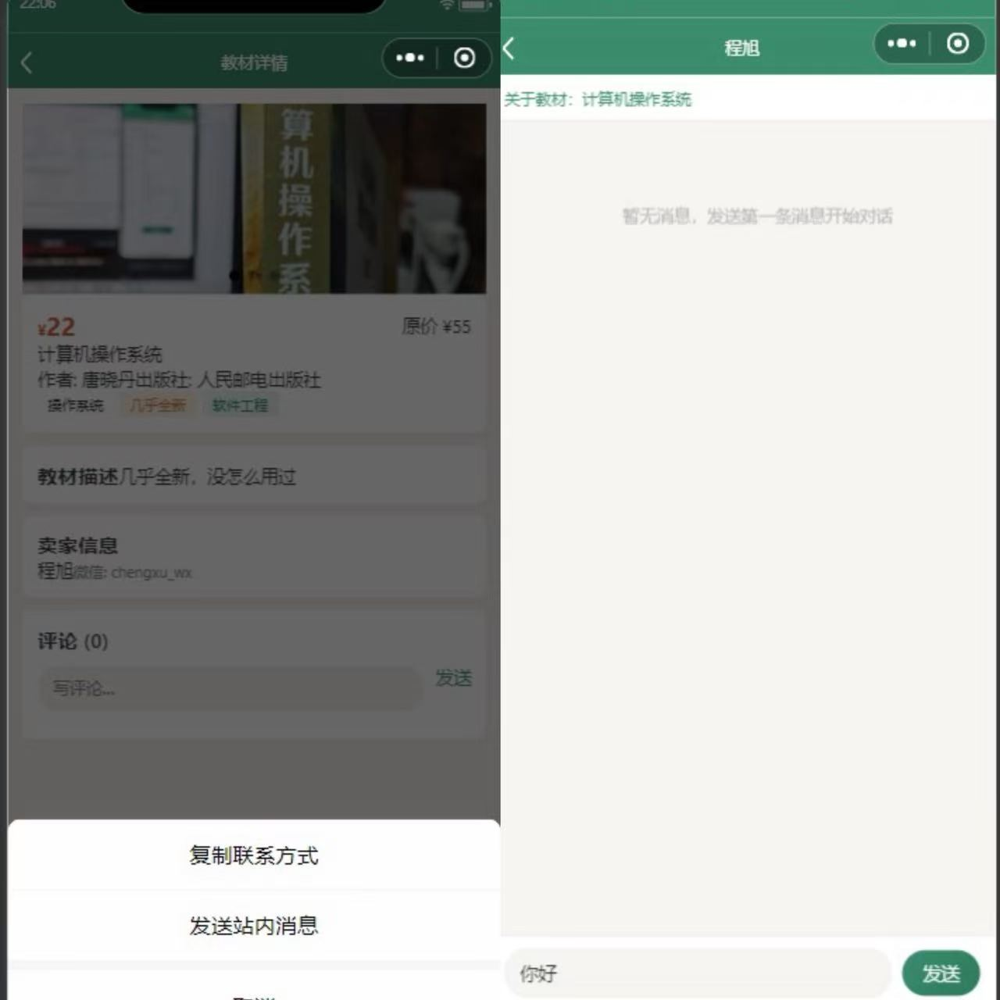 22:06
教材详情
算机操作系
¥22
原价 ¥55
计算机操作系统
作者: 唐晓丹出版社: 人民邮电出版社
操作系统 几乎全新 软件工程
教材描述几乎全新，没怎么用过
卖家信息
程旭微信: chengxu_wx
评论 (0)
写评论...
发送
复制联系方式
发送站内消息
程旭
关于教材：计算机操作系统
暂无消息，发送第一条消息开始对话
你好
发送